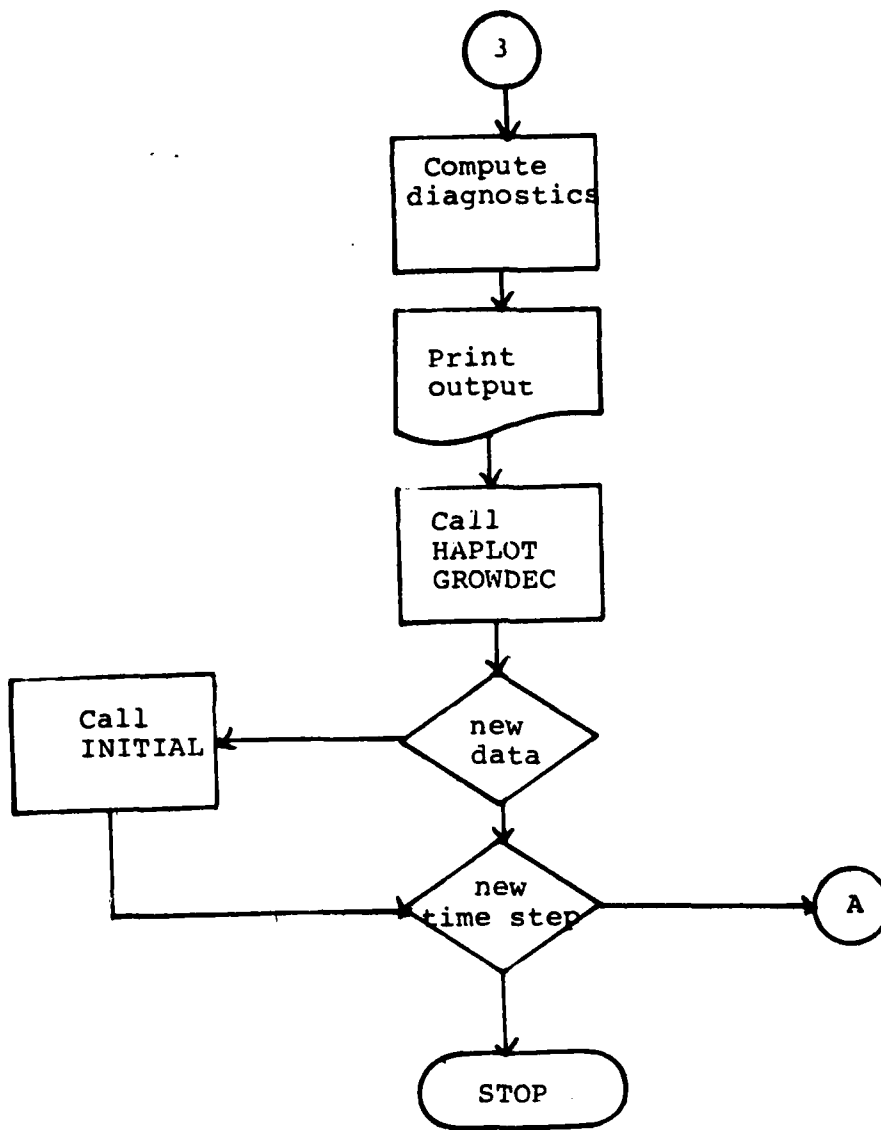 3
Compute
diagnostics
Print
output
Call
HAPLOT
GROWDEC
new
data
Call
INITIAL
new
time step
A
STOP